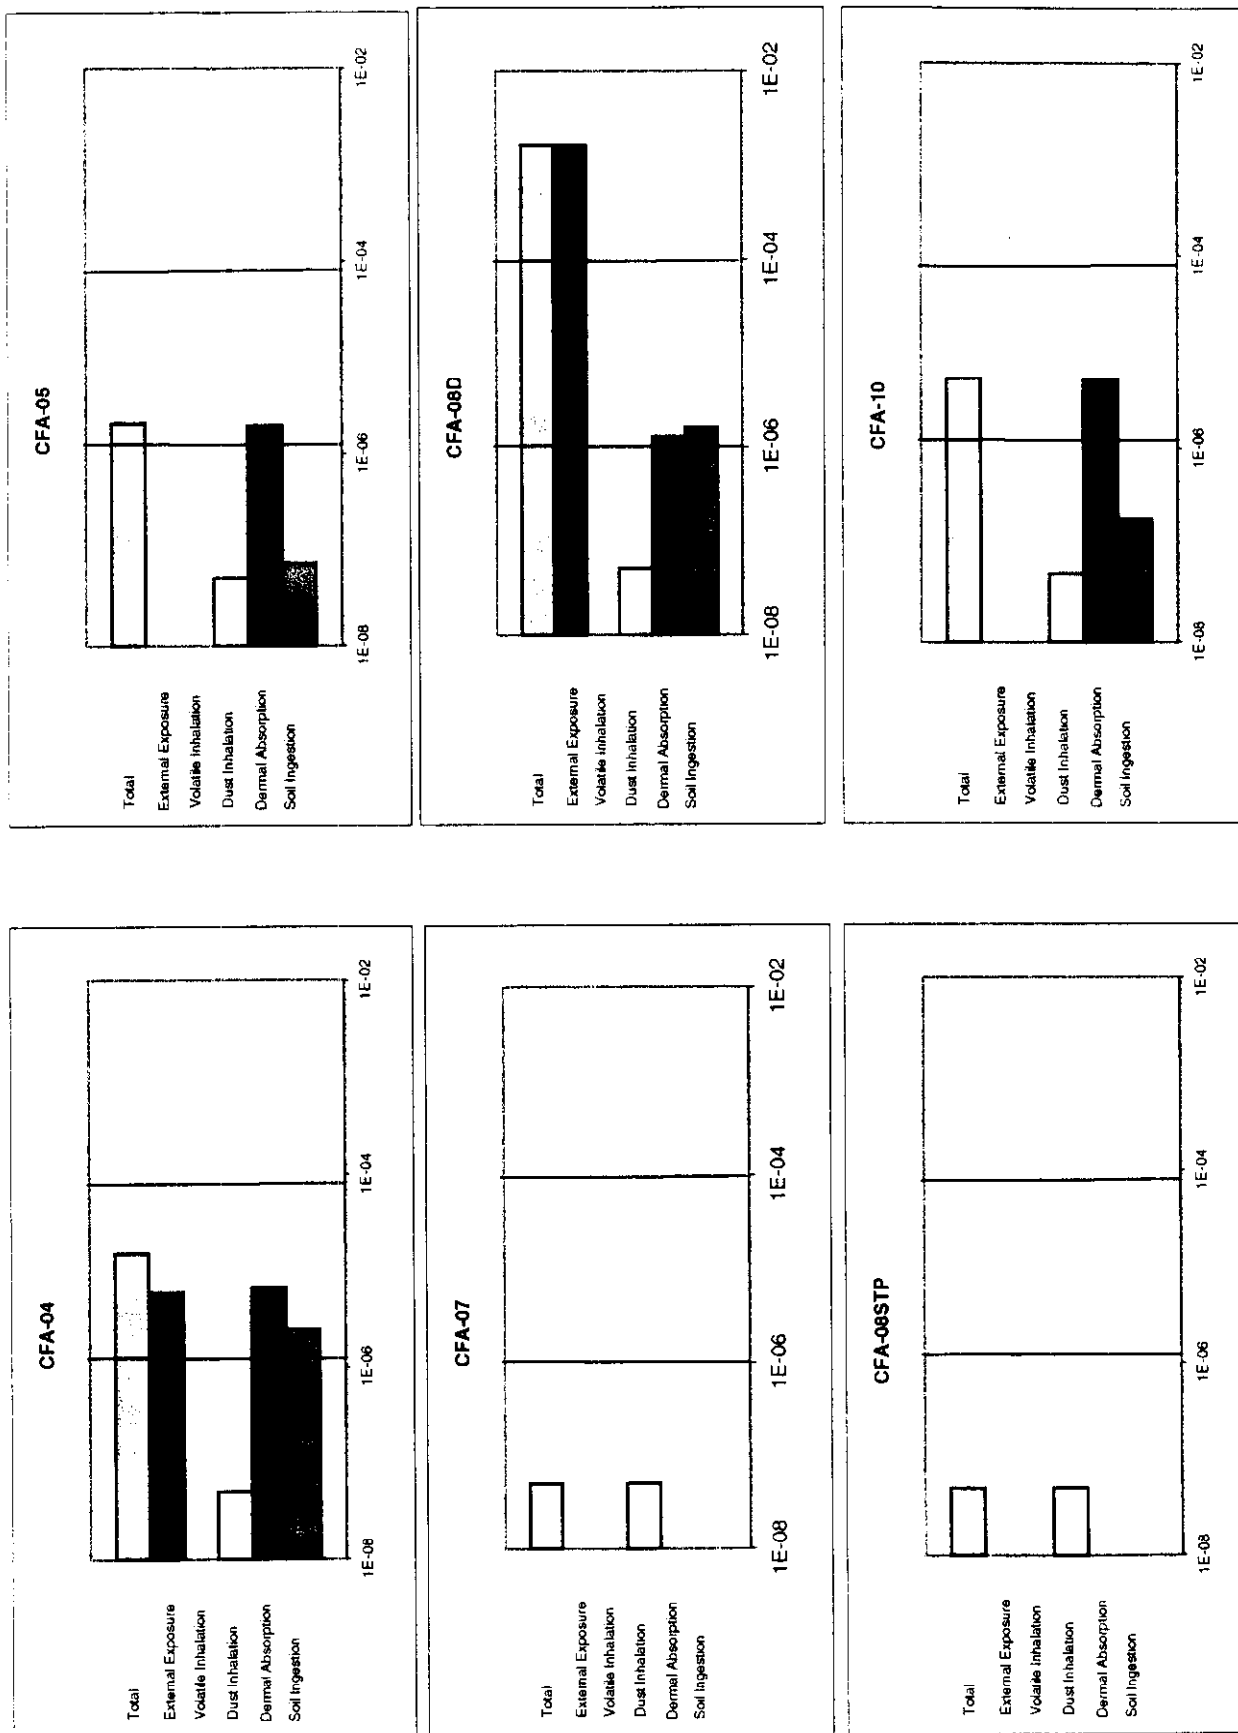 CFA-05
Total
External Exposure
Volatile Inhalation
Dust Inhalation
Dermal Absorption
Soil Ingestion
1E-08
1E-06
1E-04
1E-02
CFA-08D
Total
External Exposure
Volatile Inhalation
Dust Inhalation
Dermal Absorption
Soil Ingestion
1E-08
1E-06
1E-04
1E-02
CFA-10
Total
External Exposure
Volatile Inhalation
Dust Inhalation
Dermal Absorption
Soil Ingestion
1E-08
1E-06
1E-04
1E-02
CFA-04
Total
External Exposure
Volatile Inhalation
Dust Inhalation
Dermal Absorption
Soil Ingestion
1E-08
1E-06
1E-04
1E-02
CFA-07
Total
External Exposure
Volatile Inhalation
Dust Inhalation
Dermal Absorption
Soil Ingestion
1E-08
1E-06
1E-04
1E-02
CFA-08STP
Total
External Exposure
Volatile Inhalation
Dust Inhalation
Dermal Absorption
Soil Ingestion
1E-08
1E-06
1E-04
1E-02